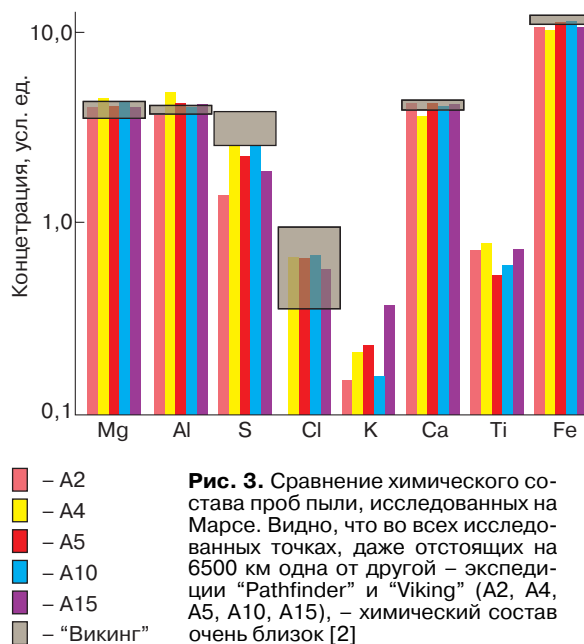 Концетрация, усл. ед.
10,0
1,0
0,1
Mg Al S Cl K Ca Ti Fe
– A2
– A4
– A5
– A10
– A15
– “Викинг”
Рис. 3. Сравнение химического со-
става проб пыли, исследованных на
Марсе. Видно, что во всех исследо-
ванных точках, даже отстоящих на
6500 км одна от другой – экспеди-
ции “Pathfinder” и “Viking” (A2, A4,
A5, A10, A15), – химический состав
очень близок [2]